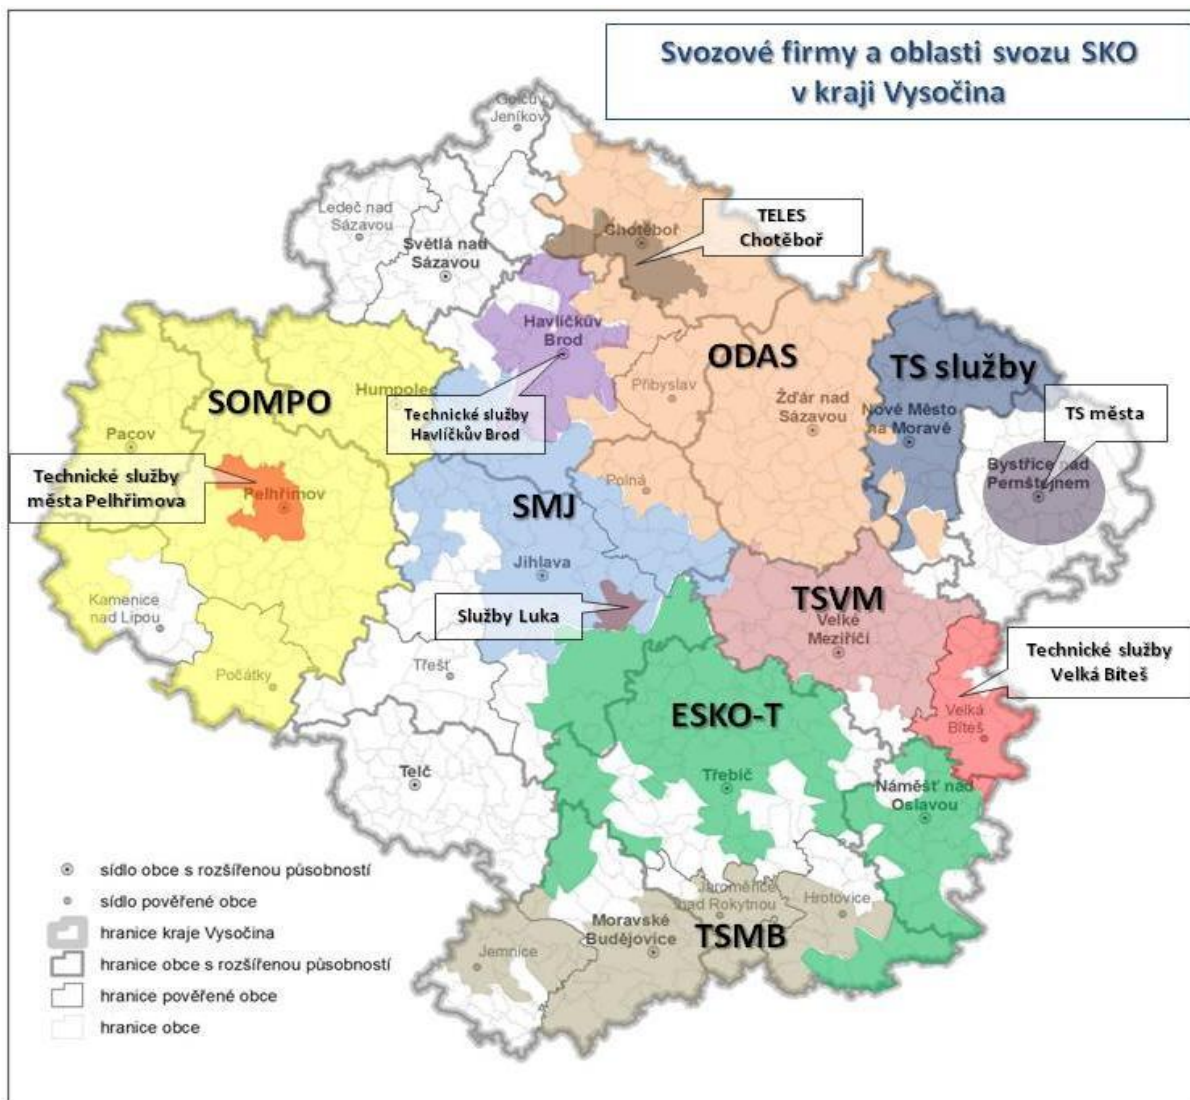 Svozové firmy a oblasti svozu SKO
v kraji Vysočina
Golčův
Jeníkov
Ledeč nad
Sázavou
Světlá nad
Sázavou
Chotěboř
TELES
Chotěboř
Havlíčkův
Brod
Přibyslav
ODAS
Žďár nad
Sázavou
TS služby
Nové Město
na Moravě
TS města
Bystřice nad
Pernštejnem
SOMPO
Humpolec
Pacov
Technické služby
Havlíčkův Brod
Technické služby
města Pelhřimova
Pelhřimov
Polná
SMJ
Jihlava
Kamenice
nad Lipou
Služby Luka
TSVM
Velké
Meziříčí
Technické služby
Velká Bíteš
Počátky
Třešť
ESKO-T
Velká
Bíteš
Telč
Třebíč
Náměšť nad
Oslavou
Jaroměřice
nad Rokytnou
Hrotovice
Moravské
Budějovice
TSMB
Jemnice
sídlo obce s rozšířenou působností
sídlo pověřené obce
hranice kraje Vysočina
hranice obce s rozšířenou působností
hranice pověřené obce
hranice obce